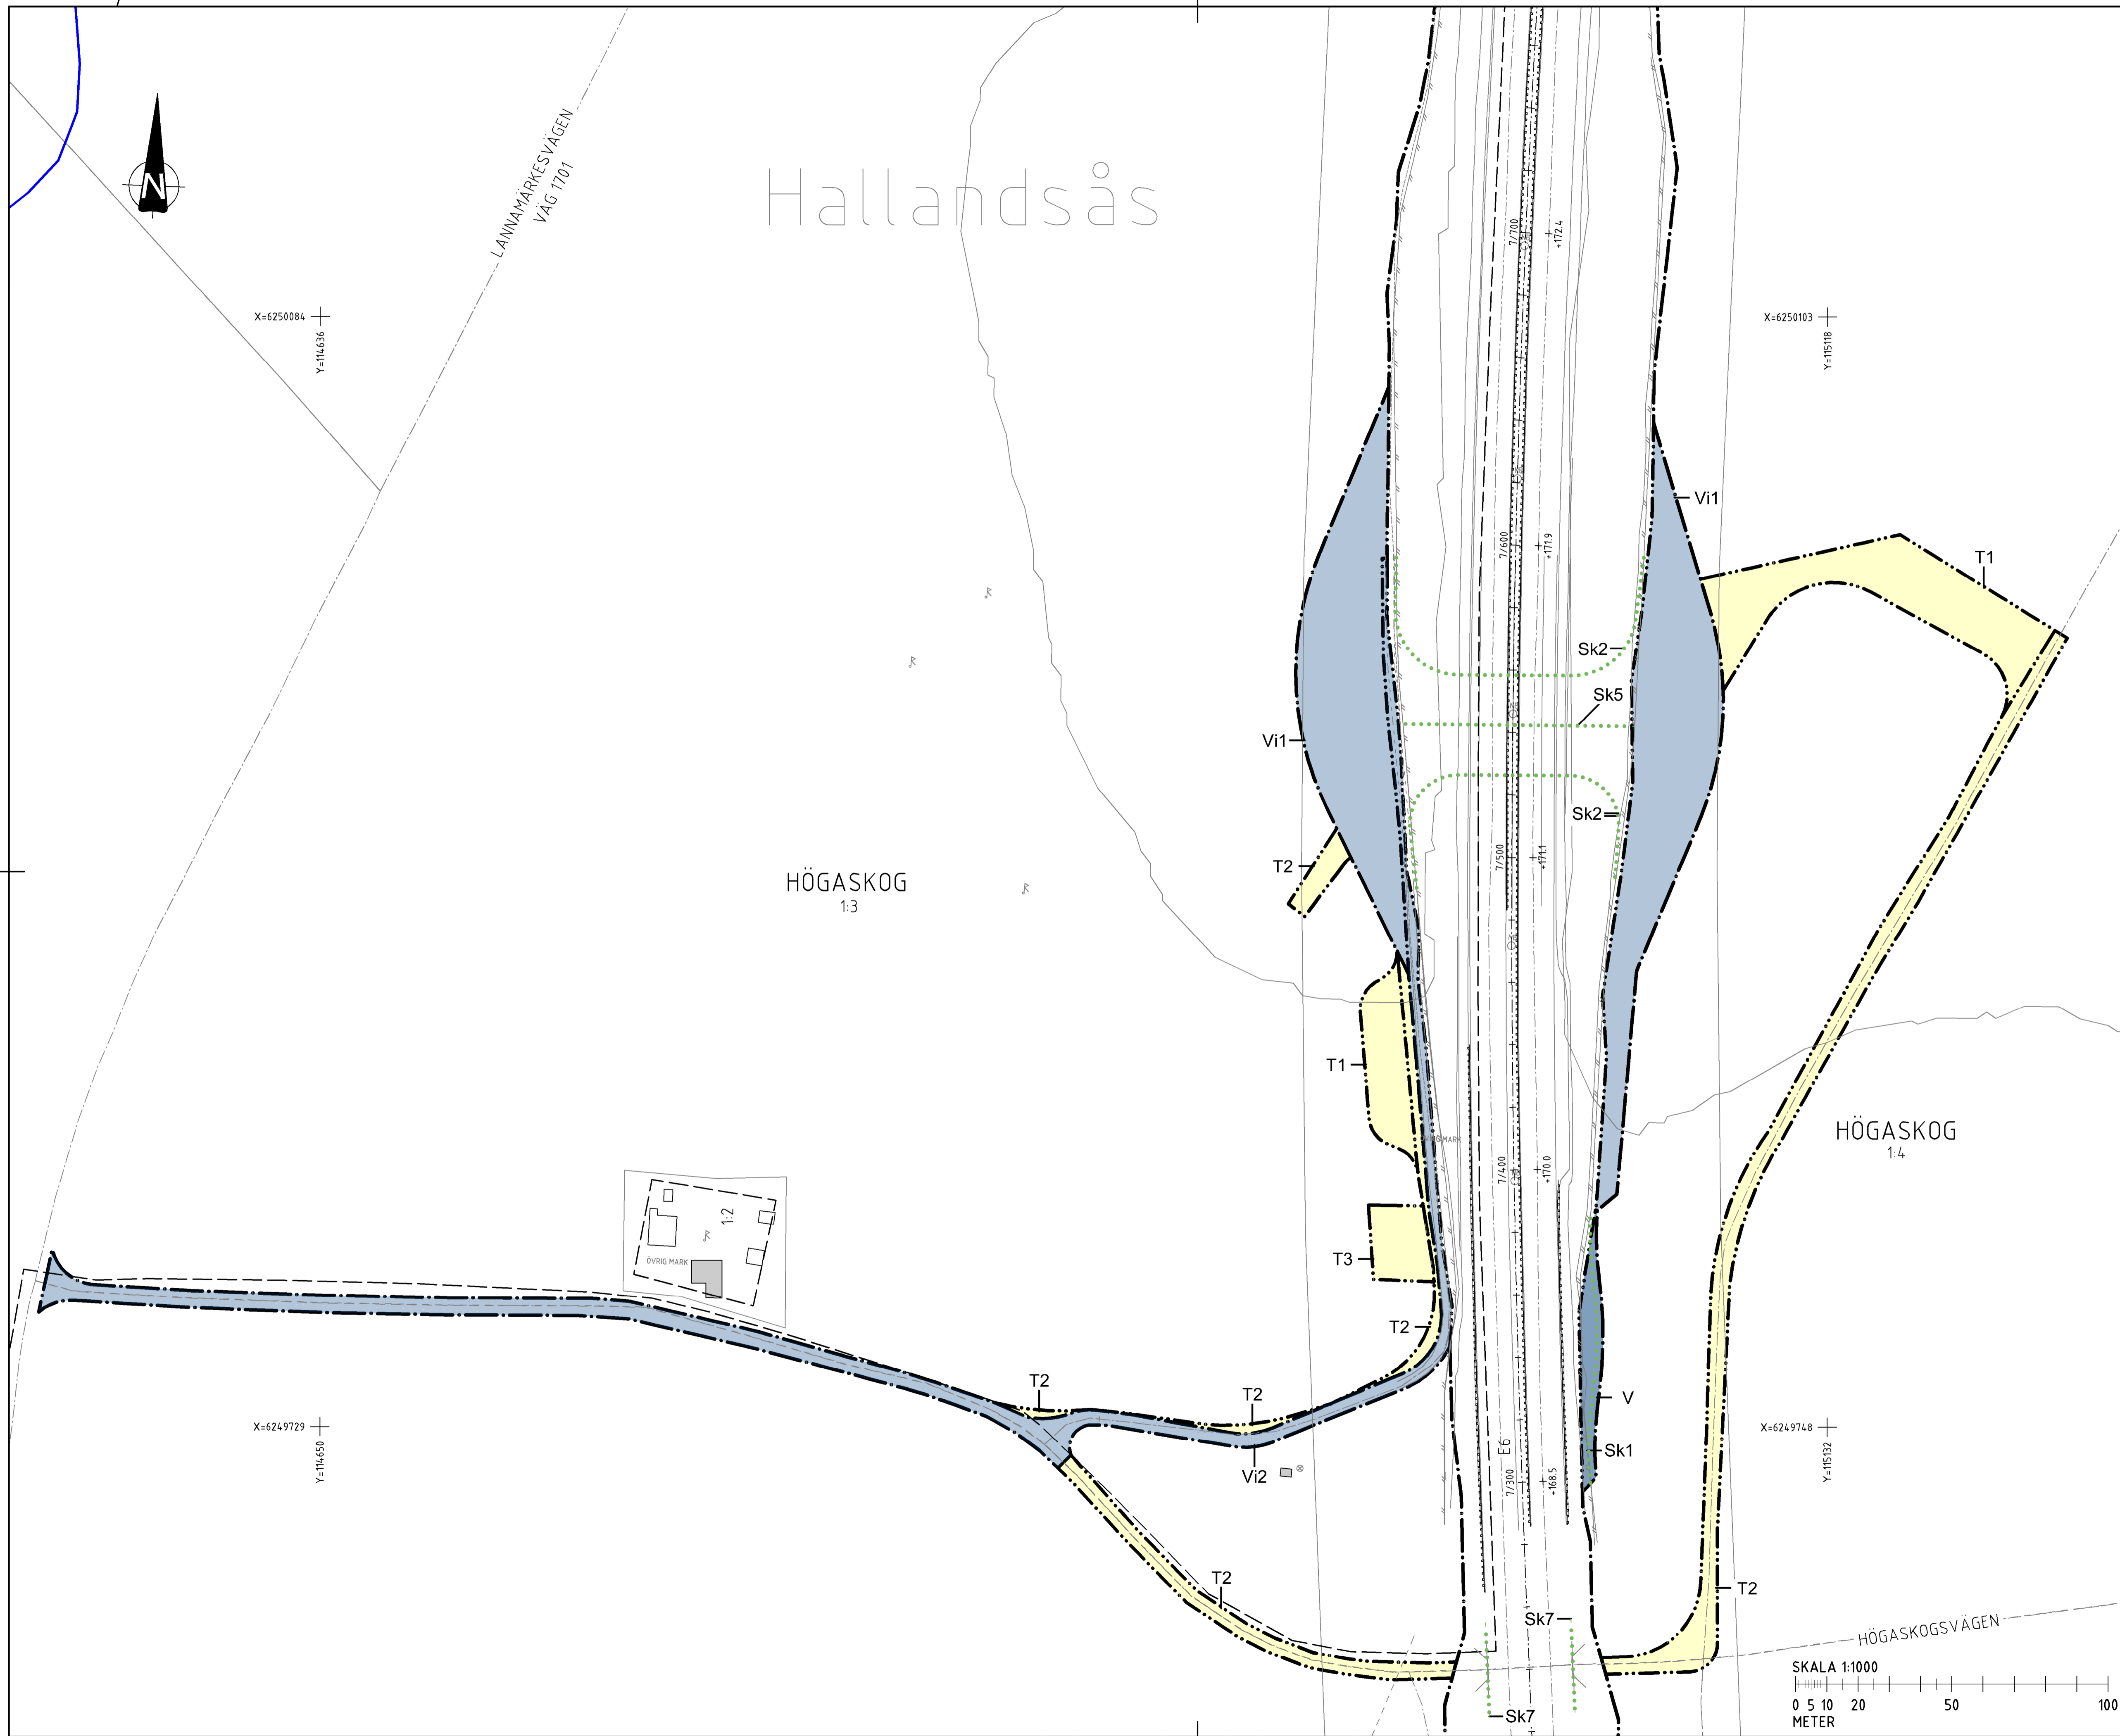 N
LANNAMÄRKESVÄGEN
VÄG 1701
Hallandsås
7/700
+172.4
X=6250084
Y=114636
X=6250103
Y=115118
Vi1
7/600
+171.9
T1
Sk2
Sk5
Vi1
Sk2
7/500
+171.1
T2
HÖGASKOG
1:3
T1
ÖVRIG MARK
HÖGASKOG
1:4
7/400
+170.0
1:2
ÖVRIG MARK
T3
T2
T2
T2
V
X=6249729
Y=114650
E6
Sk1
X=6249748
Y=115132
Vi2
7/300
+168.5
T2
T2
Sk7
HÖGASKOGSVÄGEN
SKALA 1:1000
0 5 10 20 50 100
METER
Sk7